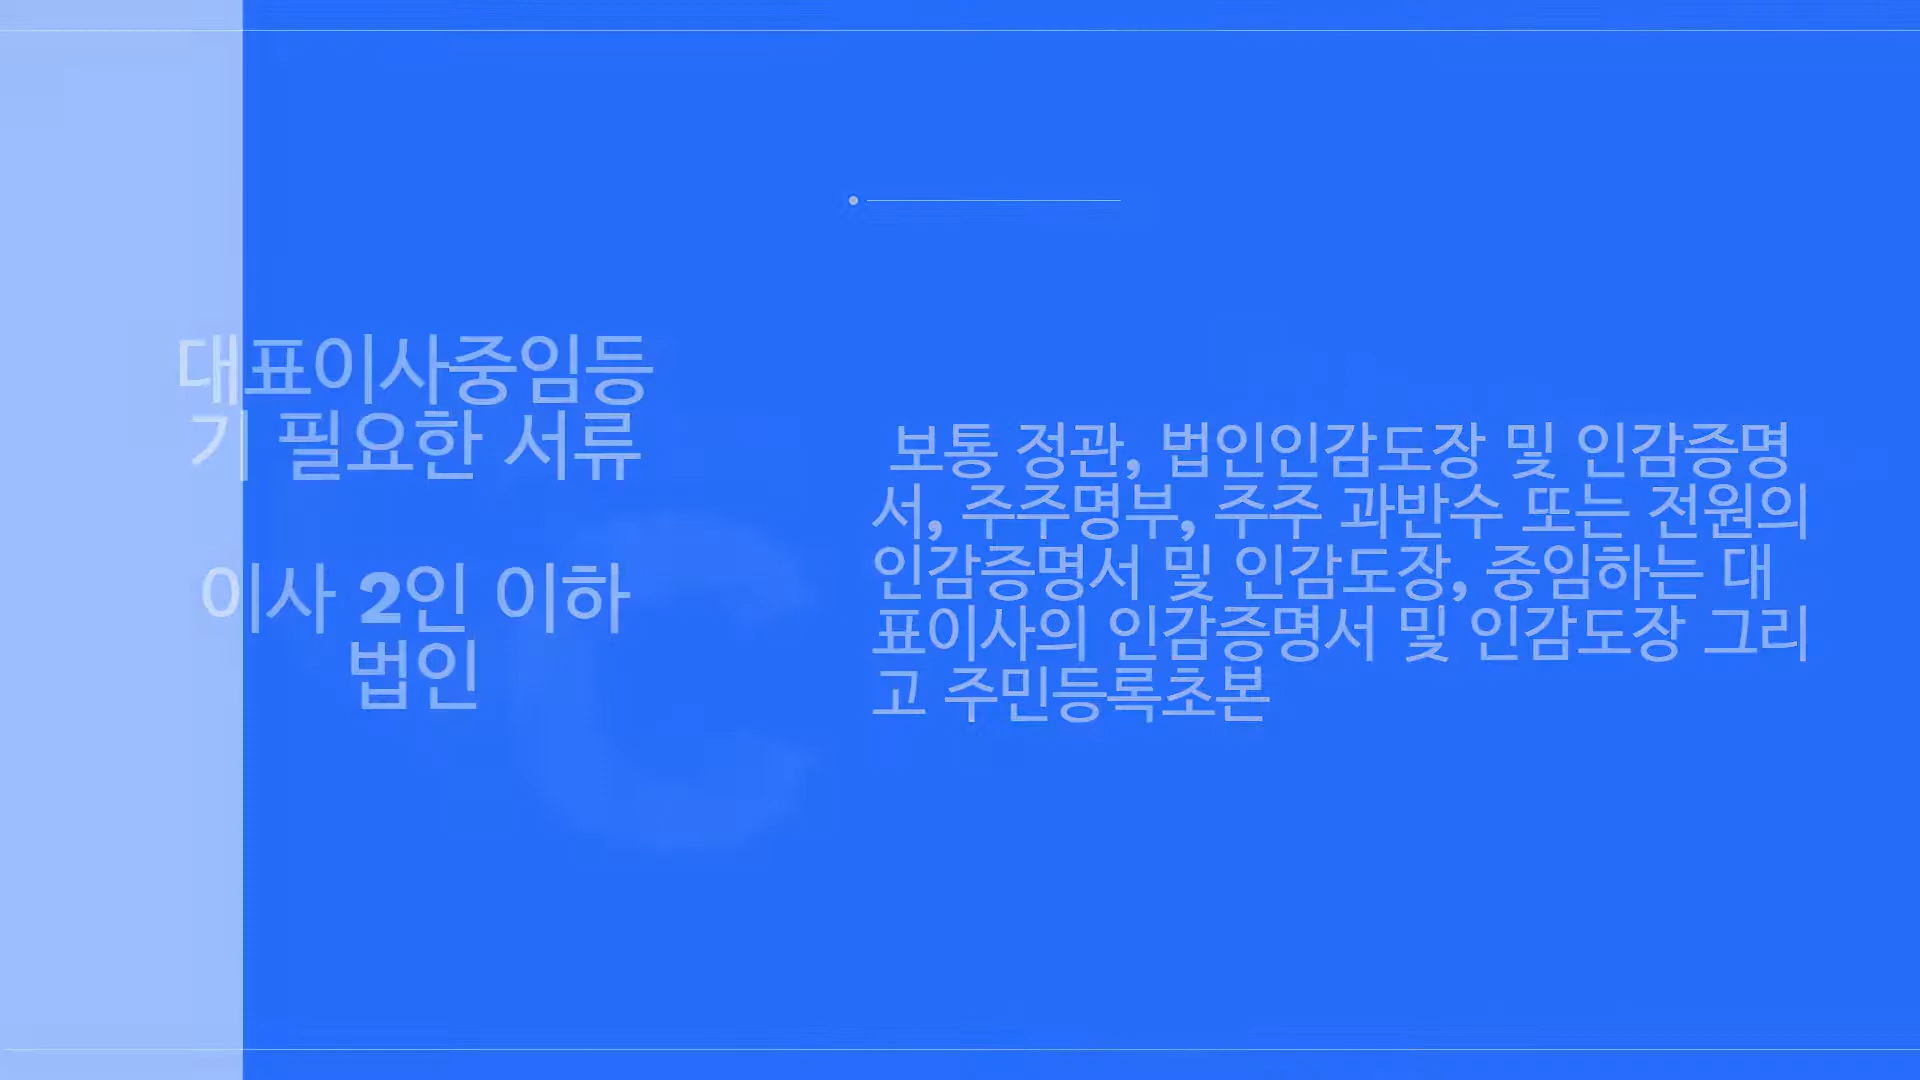 대표이사중임등
기 필요한 서류
이사 2인 이하
법인
보통 정관, 법인인감도장 및 인감증명
서, 주주명부, 주주 과반수 또는 전원의
인감증명서 및 인감도장, 중임하는 대
표이사의 인감증명서 및 인감도장 그리
고 주민등록초본